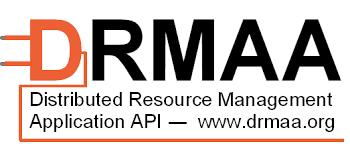 DRMAA
Distributed Resource Management
Application API — www.drmaa.org